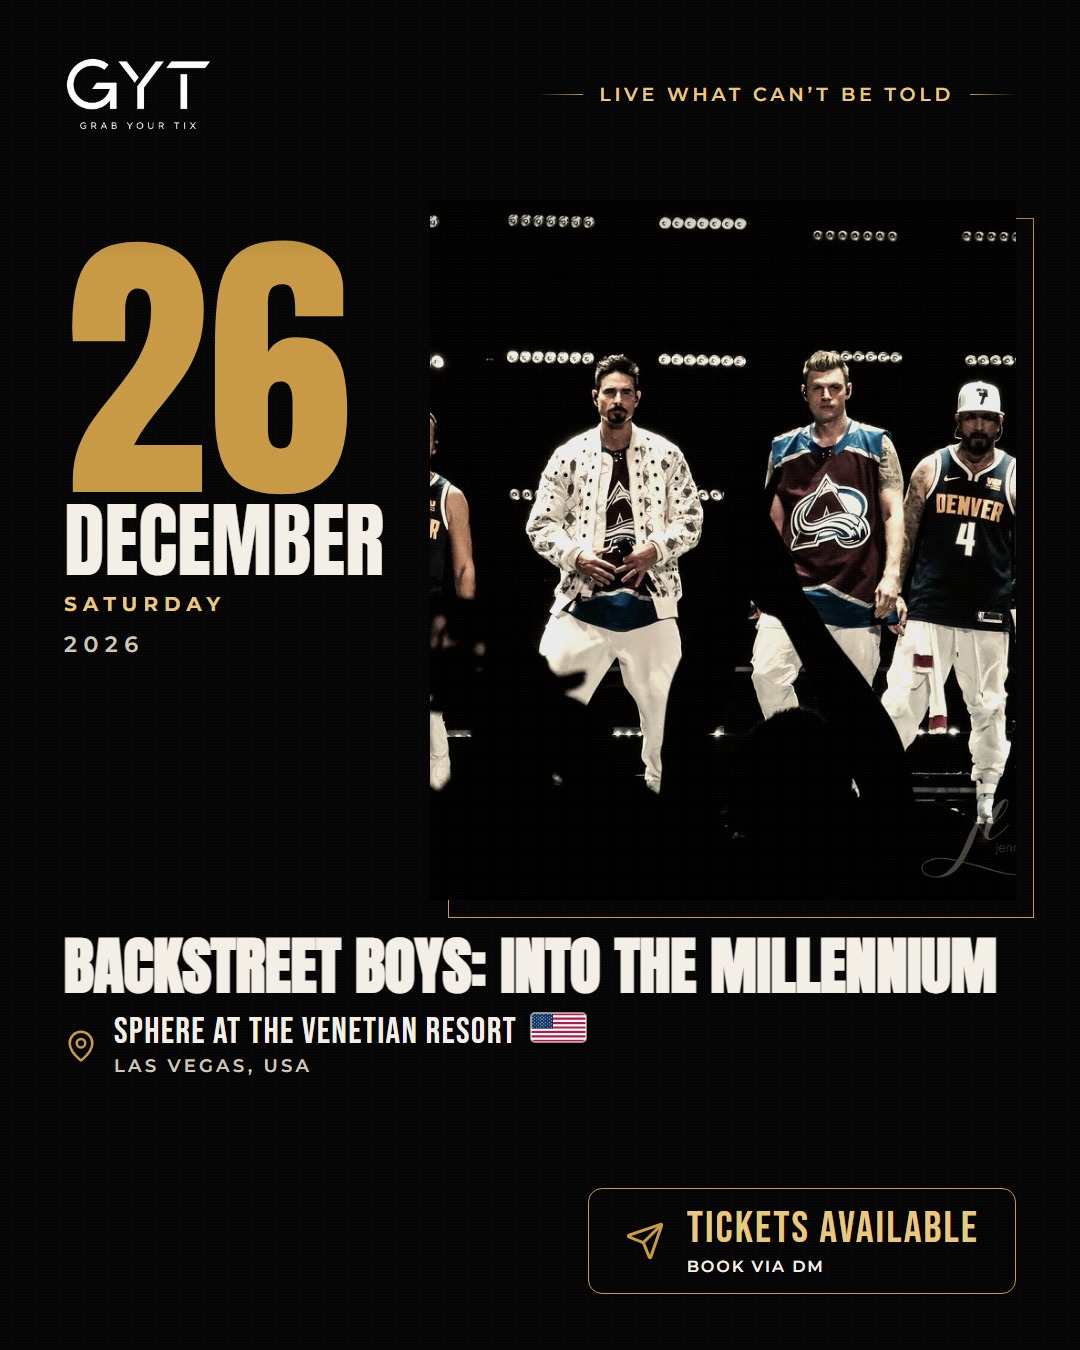 GYT
GRAB YOUR TIX
LIVE WHAT CAN’T BE TOLD
26
DECEMBER
SATURDAY
2026
DENVER
4
BACKSTREET BOYS: INTO THE MILLENNIUM
SPHERE AT THE VENETIAN RESORT
LAS VEGAS, USA
TICKETS AVAILABLE
BOOK VIA DM